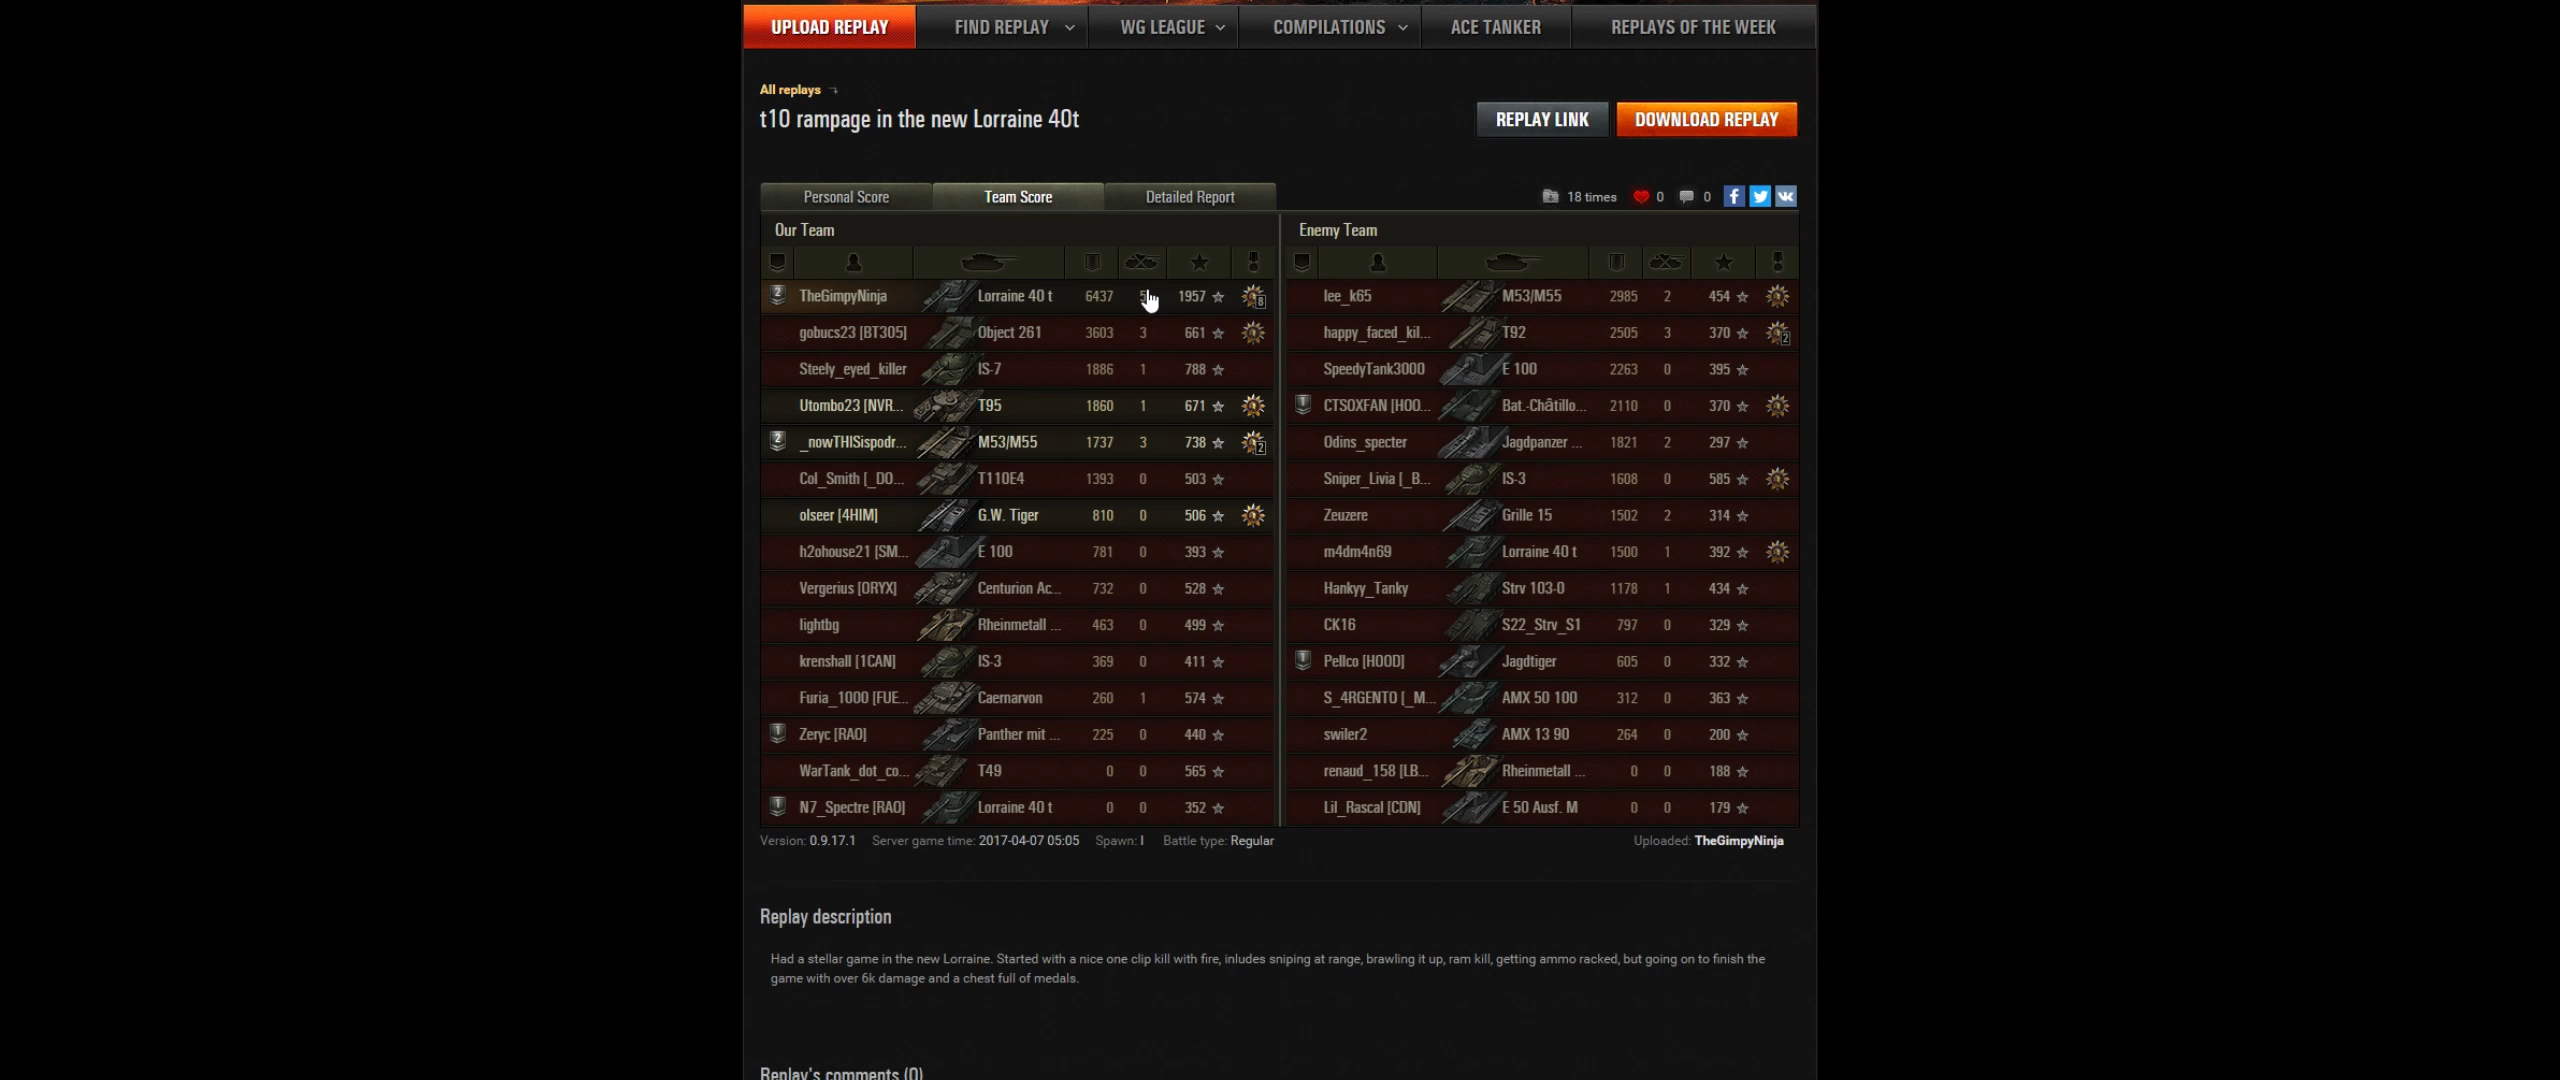 UPLOAD REPLAY FIND REPLAY WG LEAGUE COMPILATIONS ACE TANKER REPLAYS OF THE WEEK
All replays
t10 rampage in the new Lorraine 40t
REPLAY LINK DOWNLOAD REPLAY
Personal Score Team Score Detailed Report 18 times 0 0
Our Team Enemy Team
2 TheGimpyNinja Lorraine 40 t 6437 5 1957 8 lee_k65 M53/M55 2985 2 454
gobucs23 [BT305] Object 261 3603 3 661 happy_faced_kil... T92 2505 3 370 2
Steely_eyed_killer IS-7 1886 1 788 SpeedyTank3000 E 100 2263 0 395
Utombo23 [NVR... T95 1860 1 671 1 CTSOXFAN [HOO... Bat.-Châtillo... 2110 0 370
2 _nowTHISispodr... M53/M55 1737 3 738 2 Odins_specter Jagdpanzer ... 1821 2 297
Col_Smith [_DO... T110E4 1393 0 503 Sniper_Livia [_B... IS-3 1608 0 585
olseer [4HIM] G.W. Tiger 810 0 506 Zeuzere Grille 15 1502 2 314
h2ohouse21 [SM... E 100 781 0 393 m4dm4n69 Lorraine 40 t 1500 1 392
Vergerius [ORYX] Centurion Ac... 732 0 528 Hankyy_Tanky Strv 103-0 1178 1 434
lightbg Rheinmetall ... 463 0 499 CK16 S22_Strv_S1 797 0 329
krenshall [1CAN] IS-3 369 0 411 1 Pellco [HOOD] Jagdtiger 605 0 332
Furia_1000 [FUE... Caernarvon 260 1 574 S_4RGENTO [_M... AMX 50 100 312 0 363
1 Zeryc [RAO] Panther mit ... 225 0 440 swiler2 AMX 13 90 264 0 200
WarTank_dot_co... T49 0 0 565 renaud_158 [LB... Rheinmetall ... 0 0 188
1 N7_Spectre [RAO] Lorraine 40 t 0 0 352 Lil_Rascal [CDN] E 50 Ausf. M 0 0 179
Version: 0.9.17.1 Server game time: 2017-04-07 05:05 Spawn: I Battle type: Regular Uploaded: TheGimpyNinja
Replay description
Had a stellar game in the new Lorraine. Started with a nice one clip kill with fire, inludes sniping at range, brawling it up, ram kill, getting ammo racked, but going on to finish the
game with over 6k damage and a chest full of medals.
Replay's comments (0)